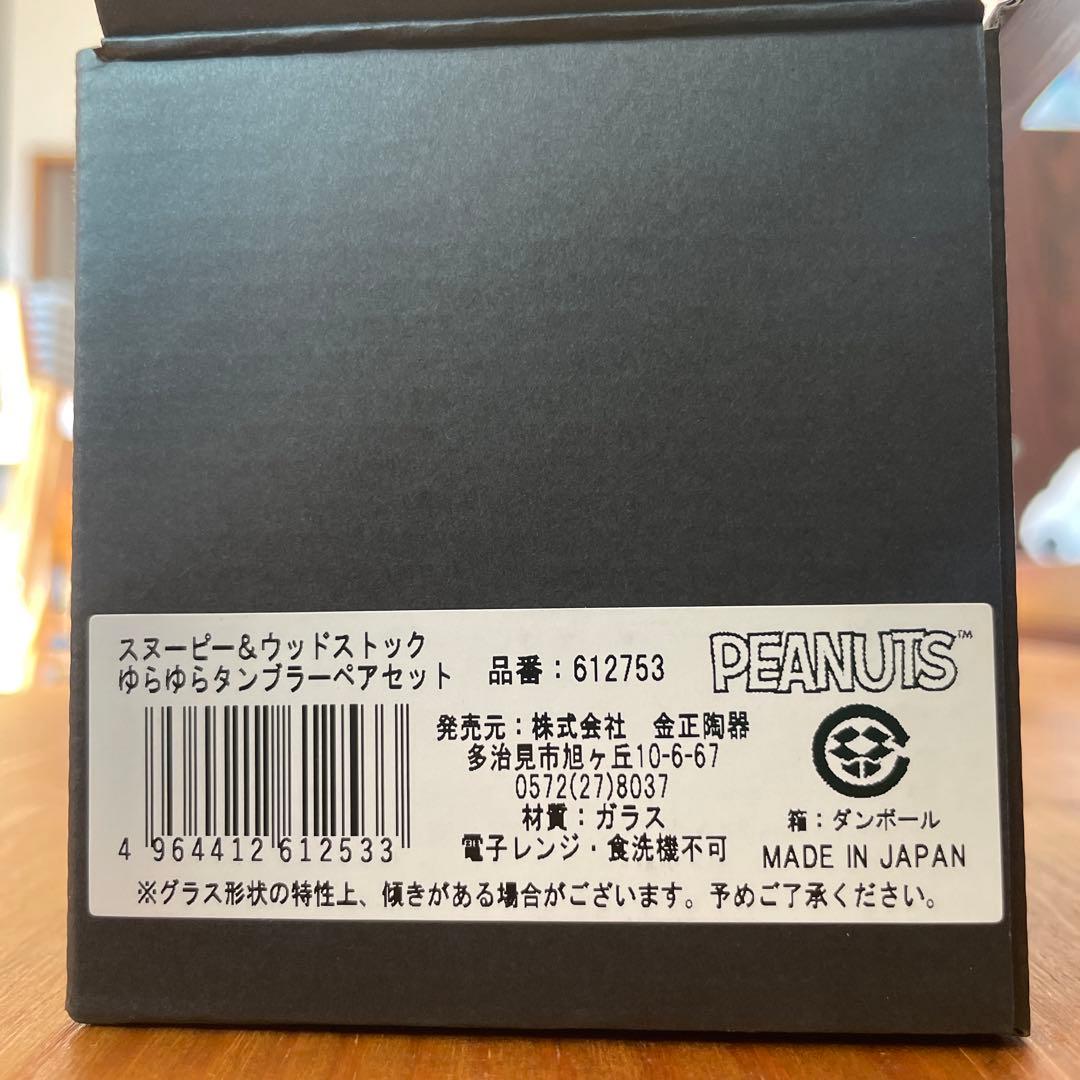 スヌーピー&ウッドストック
ゆらゆらタンブラーペアセット
品番：612753
PEANUTS™
発売元：株式会社　金正陶器
多治見市旭ヶ丘10-6-67
0572(27)8037
材質：ガラス
電子レンジ・食洗機不可
4 964412 612533
箱：ダンボール
MADE IN JAPAN
※グラス形状の特性上、傾きがある場合がございます。予めご了承ください。